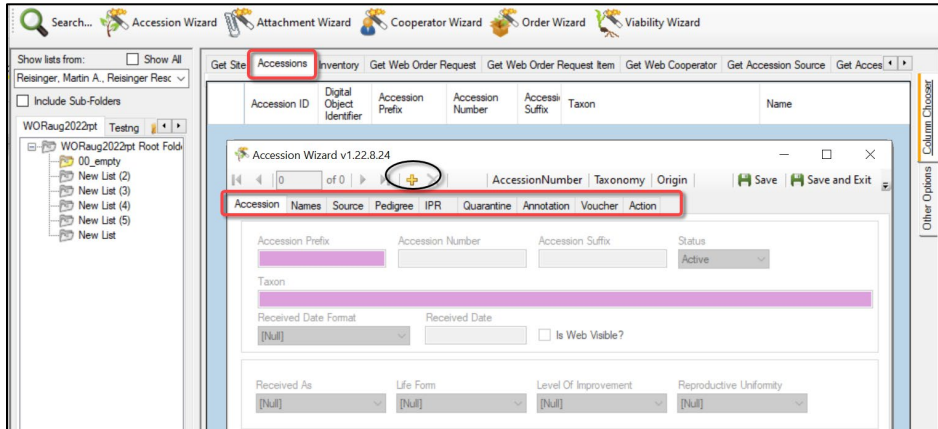 Search... Accession Wizard Attachment Wizard Cooperator Wizard Order Wizard Viability Wizard
Show lists from: Show All
Reisinger, Martin A., Reisinger Resc
Include Sub-Folders
WORaug2022rpt Testng
WORaug2022rpt Root Folde
00_empty
New List (2)
New List (3)
New List (4)
New List (5)
New List
Get Site Accessions Inventory Get Web Order Request Get Web Order Request Item Get Web Cooperator Get Accession Source Get Acces
Accession ID Digital Object Identifier Accession Prefix Accession Number Accessi Suffix Taxon Name
Column Chooser
Other Options
Accession Wizard v1.22.8.24
0 of 0 AccessionNumber Taxonomy Origin Save Save and Exit
Accession Names Source Pedigree IPR Quarantine Annotation Voucher Action
Accession Prefix Accession Number Accession Suffix Status
Active
Taxon
Received Date Format Received Date
[Null] Is Web Visible?
Received As Life Form Level Of Improvement Reproductive Uniformity
[Null] [Null] [Null] [Null]